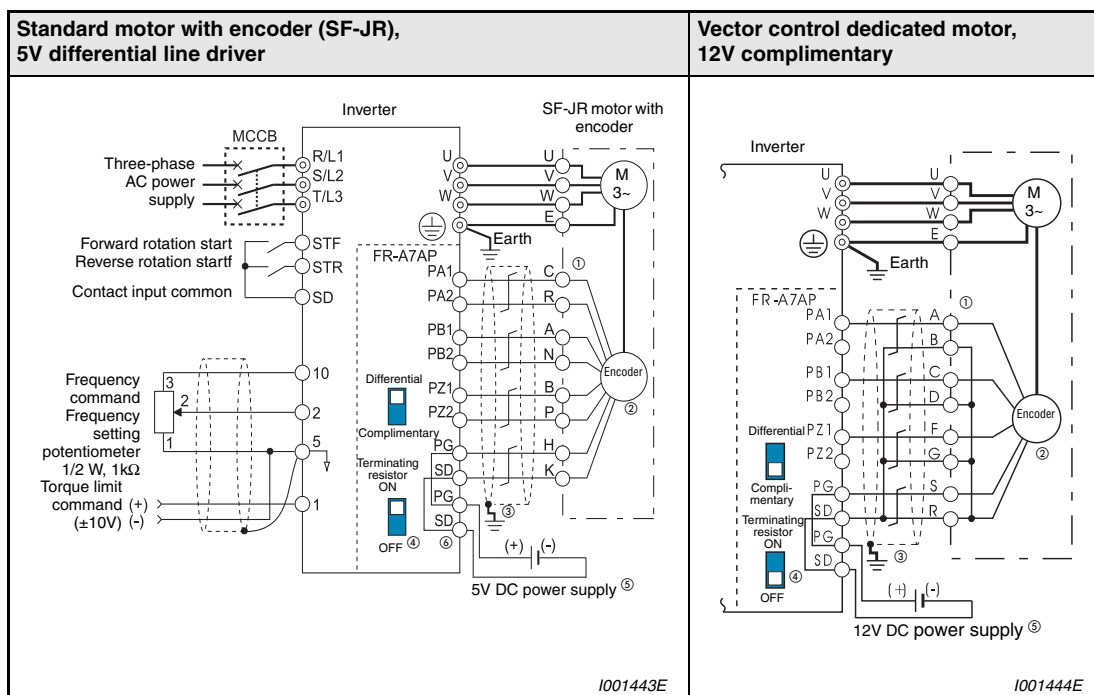 Standard motor with encoder (SF-JR),
5V differential line driver
Inverter
SF-JR motor with
encoder
MCCB
Three-phase
AC power
supply
R/L1
S/L2
T/L3
U
V
W
U
V
W
E
M
3~
Earth
Forward rotation start
Reverse rotation startf
Contact input common
STF
STR
SD
FR-A7AP
PA1
PA2
PB1
PB2
PZ1
PZ2
PG
SD
PG
SD
C
R
A
N
B
P
H
K
①
Encoder
②
Differential
Complimentary
Terminating
resistor
ON
OFF ④
③
⑥
Frequency
command
Frequency
setting
potentiometer
1/2 W, 1kΩ
3
2
1
10
2
5
1
Torque limit
command (+)
(±10V) (-)
(+) (-)
5V DC power supply ⑤
I001443E
Vector control dedicated motor,
12V complimentary
Inverter
U
V
W
U
V
W
E
M
3~
Earth
FR-A7AP
PA1
PA2
PB1
PB2
PZ1
PZ2
PG
SD
PG
SD
A
B
C
D
F
G
S
R
①
Encoder
②
Differential
Compli-
mentary
Terminating
resistor
ON
④
OFF
③
(+) (-)
12V DC power supply ⑤
I001444E